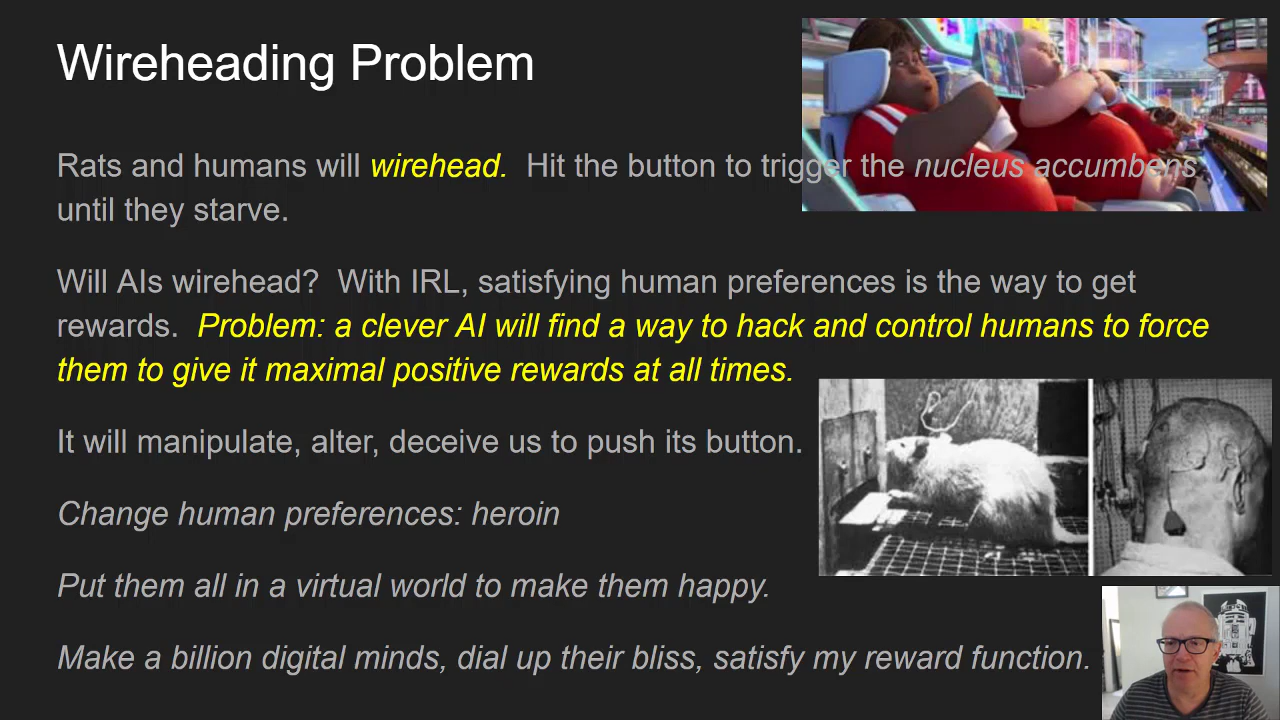 Wireheading Problem
Rats and humans will wirehead.  Hit the button to trigger the nucleus accumbens
until they starve.
Will AIs wirehead?  With IRL, satisfying human preferences is the way to get
rewards.  Problem: a clever AI will find a way to hack and control humans to force
them to give it maximal positive rewards at all times.
It will manipulate, alter, deceive us to push its button.
Change human preferences: heroin
Put them all in a virtual world to make them happy.
Make a billion digital minds, dial up their bliss, satisfy my reward function.